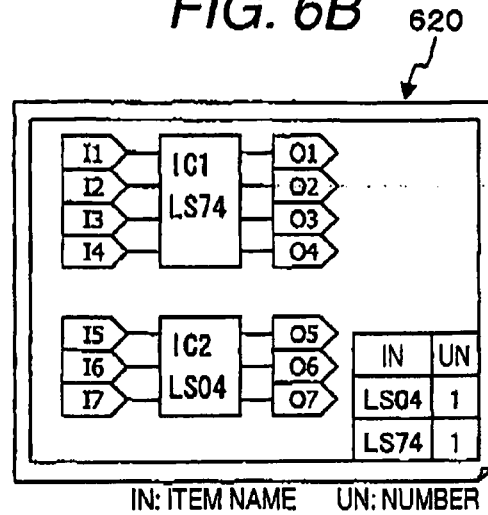 FIG. 6B
620
I1 IC1 O1
I2 LS74 O2
I3 O3
I4 O4
I5 IC2 O5
I6 LS04 O6
I7 O7
IN UN
LS04 1
LS74 1
IN: ITEM NAME UN: NUMBER